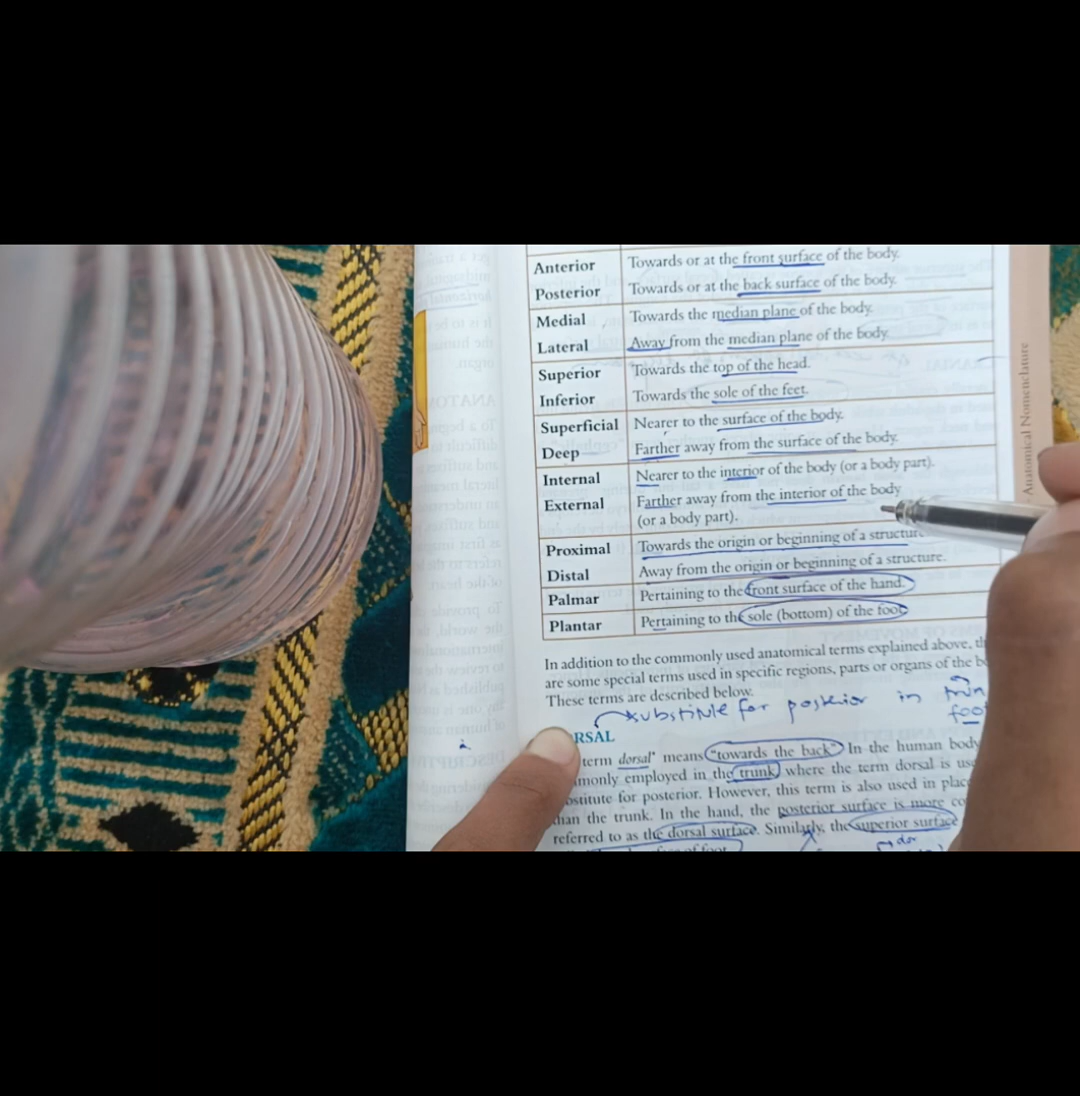 Anterior Towards or at the front surface of the body.
Posterior Towards or at the back surface of the body.
Medial Towards the median plane of the body.
Lateral Away from the median plane of the body.
Superior Towards the top of the head.
Inferior Towards the sole of the feet.
Superficial Nearer to the surface of the body.
Deep Farther away from the surface of the body.
Internal Nearer to the interior of the body (or a body part).
External Farther away from the interior of the body
(or a body part).
Proximal Towards the origin or beginning of a structure.
Distal Away from the origin or beginning of a structure.
Palmar Pertaining to the front surface of the hand.
Plantar Pertaining to the sole (bottom) of the foot
Anatomical Nomenclature
In addition to the commonly used anatomical terms explained above, th
are some special terms used in specific regions, parts or organs of the b
These terms are described below.
substitute for posterior in
foot
RSAL
term dorsal" means "towards the back" In the human body
monly employed in the trunk, where the term dorsal is use
ostitute for posterior. However, this term is also used in place
than the trunk. In the hand, the posterior surface is more co
referred to as the dorsal surface. Similarly, the superior surface
of foot